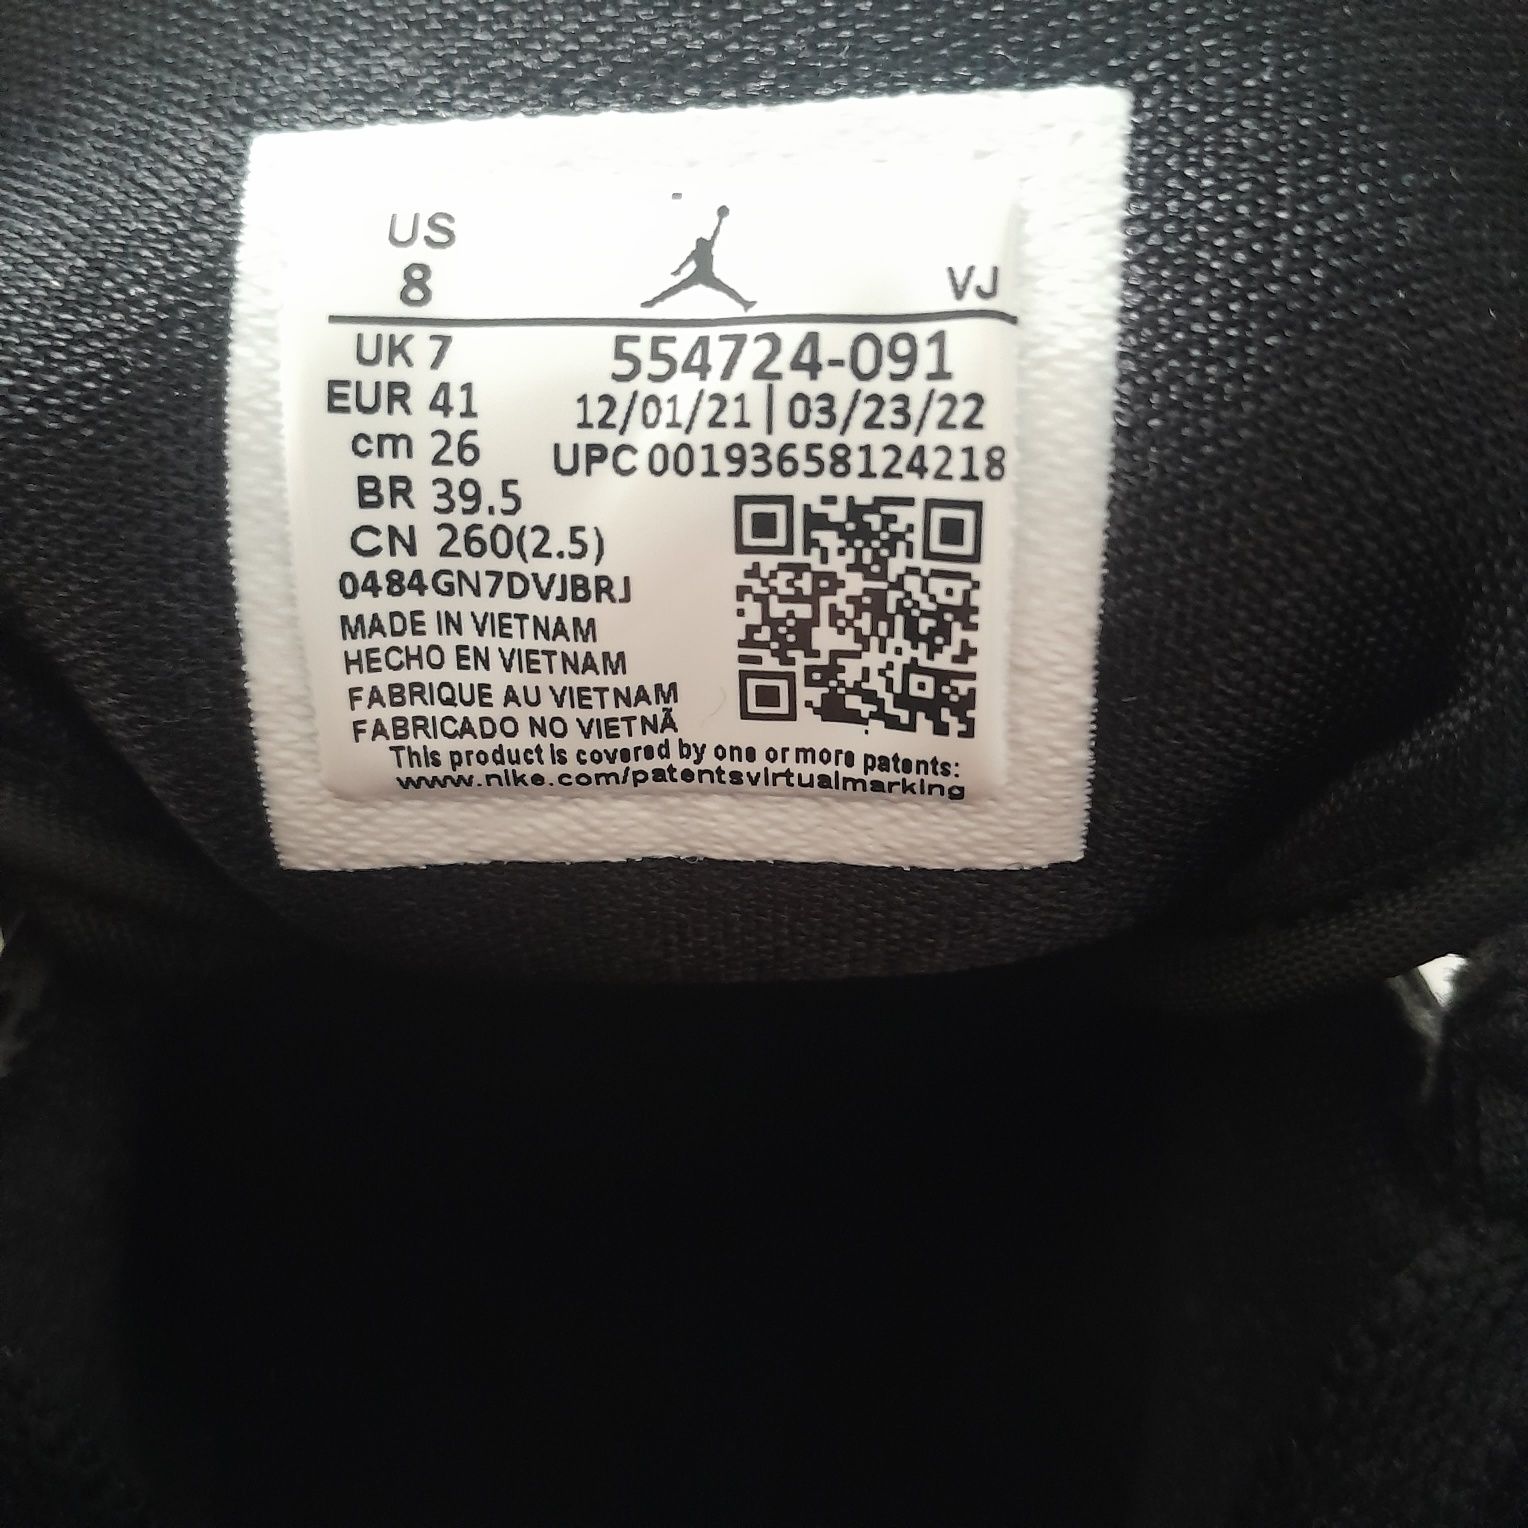 US
8
VJ
UK 7
554724-091
EUR 41
12/01/21 | 03/23/22
cm 26
UPC 00193658124218
BR 39.5
CN 260(2.5)
0484GN7DVJBRJ
MADE IN VIETNAM
HECHO EN VIETNAM
FABRIQUE AU VIETNAM
FABRICADO NO VIETNÃ
This product is covered by one or more patents:
www.nike.com/patentsvirtualmarking